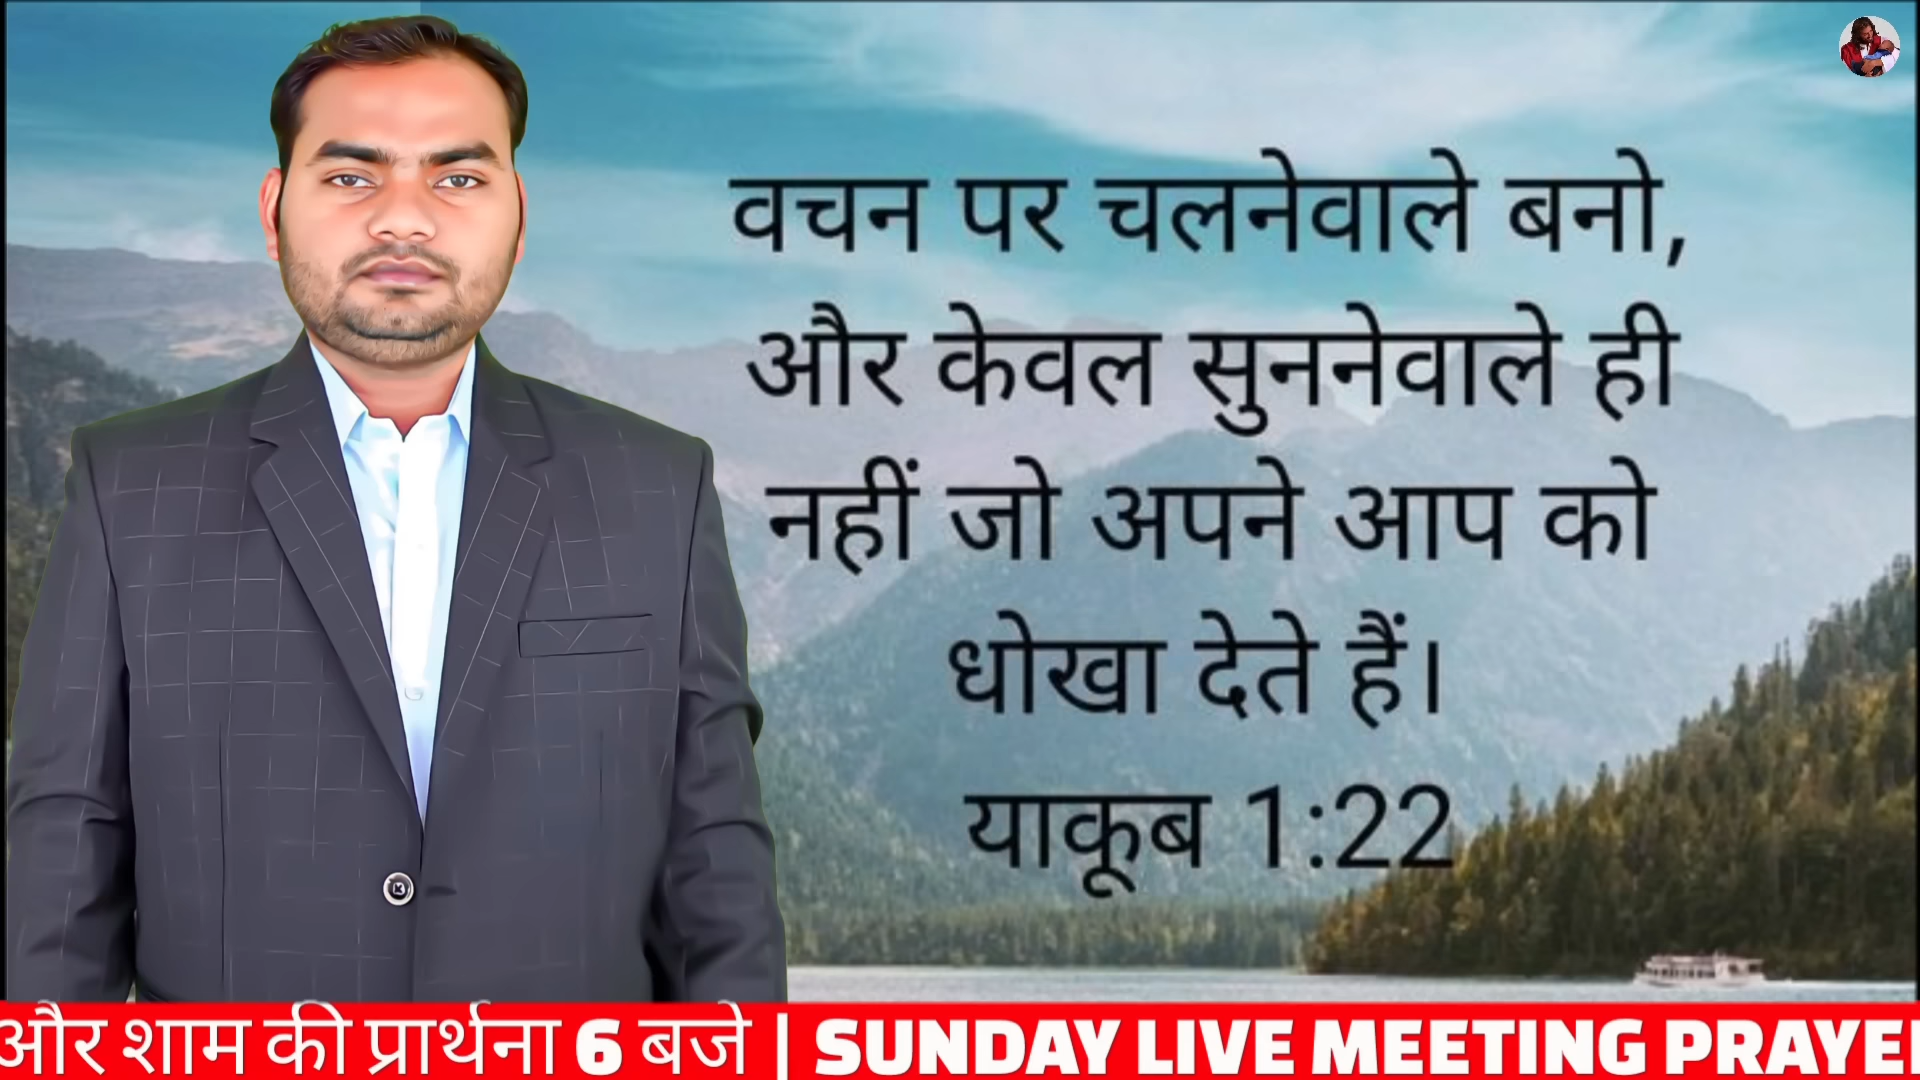 वचन पर चलनेवाले बनो,
और केवल सुननेवाले ही
नहीं जो अपने आप को
धोखा देते हैं।
याकूब 1:22
और शाम की प्रार्थना 6 बजे | SUNDAY LIVE MEETING PRAYER